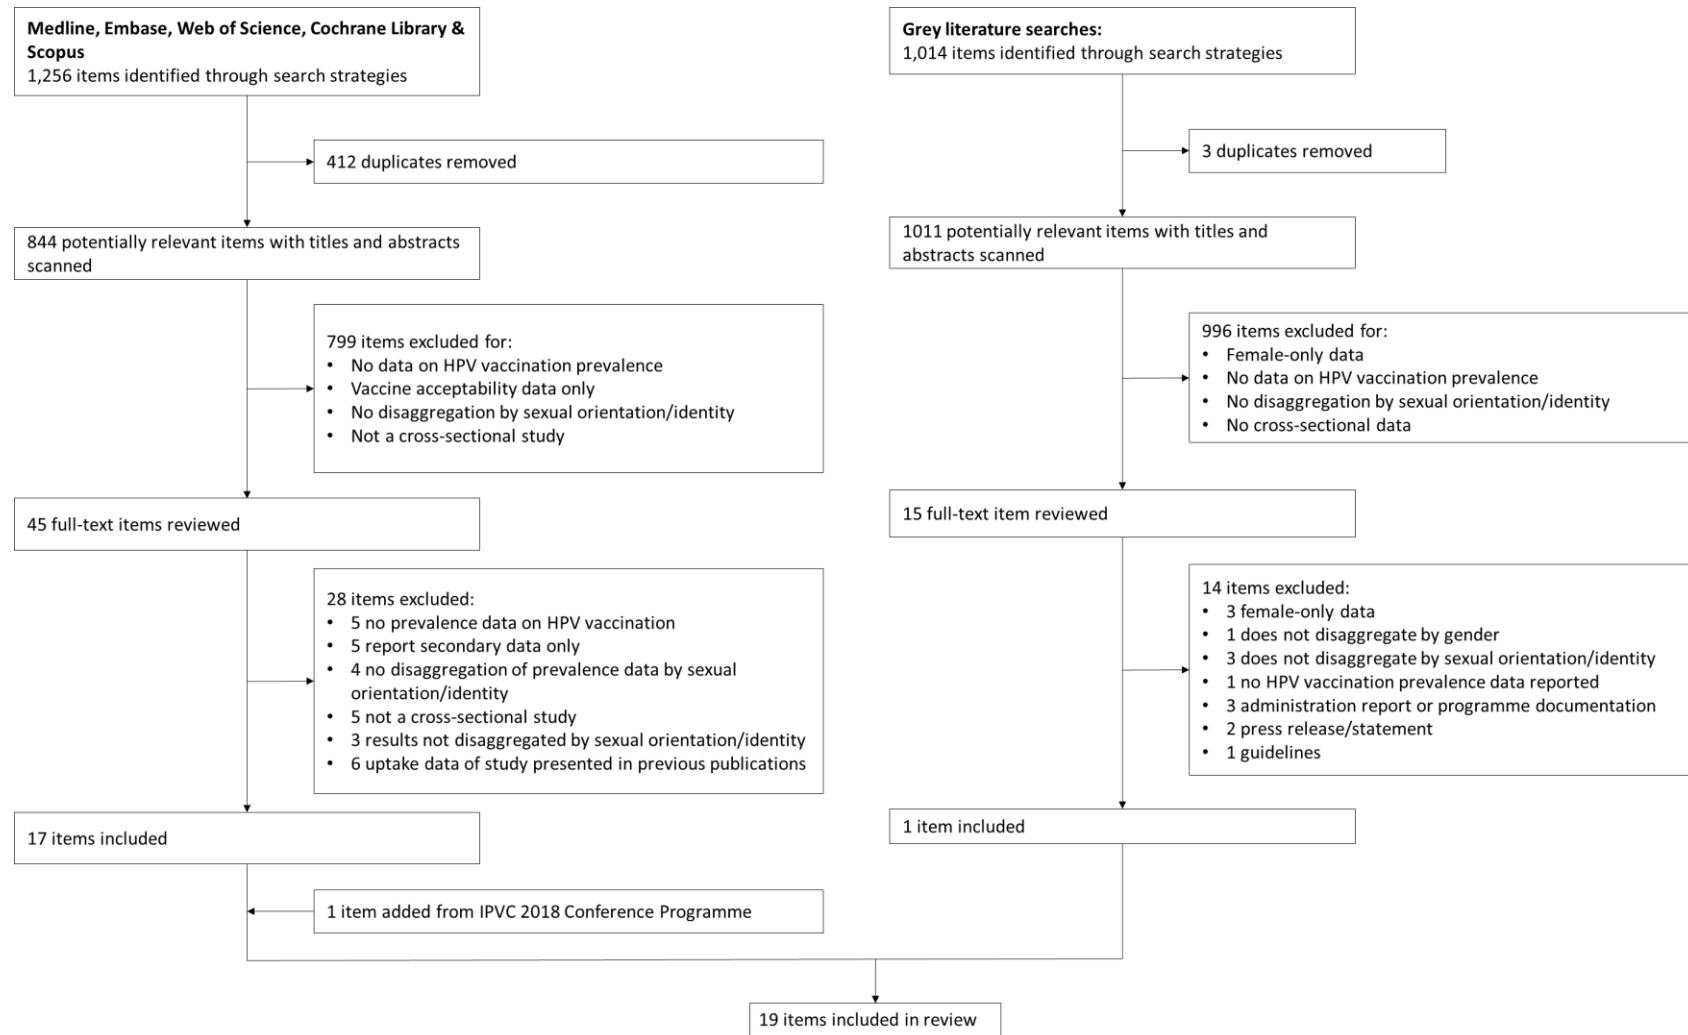 Medline, Embase, Web of Science, Cochrane Library &
Scopus
1,256 items identified through search strategies
412 duplicates removed
844 potentially relevant items with titles and abstracts
scanned
799 items excluded for:
• No data on HPV vaccination prevalence
• Vaccine acceptability data only
• No disaggregation by sexual orientation/identity
• Not a cross-sectional study
45 full-text items reviewed
28 items excluded:
• 5 no prevalence data on HPV vaccination
• 5 report secondary data only
• 4 no disaggregation of prevalence data by sexual
orientation/identity
• 5 not a cross-sectional study
• 3 results not disaggregated by sexual orientation/identity
• 6 uptake data of study presented in previous publications
17 items included
1 item added from IPVC 2018 Conference Programme
Grey literature searches:
1,014 items identified through search strategies
3 duplicates removed
1011 potentially relevant items with titles and
abstracts scanned
996 items excluded for:
• Female-only data
• No data on HPV vaccination prevalence
• No disaggregation by sexual orientation/identity
• No cross-sectional data
15 full-text item reviewed
14 items excluded:
• 3 female-only data
• 1 does not disaggregate by gender
• 3 does not disaggregate by sexual orientation/identity
• 1 no HPV vaccination prevalence data reported
• 3 administration report or programme documentation
• 2 press release/statement
• 1 guidelines
1 item included
19 items included in review